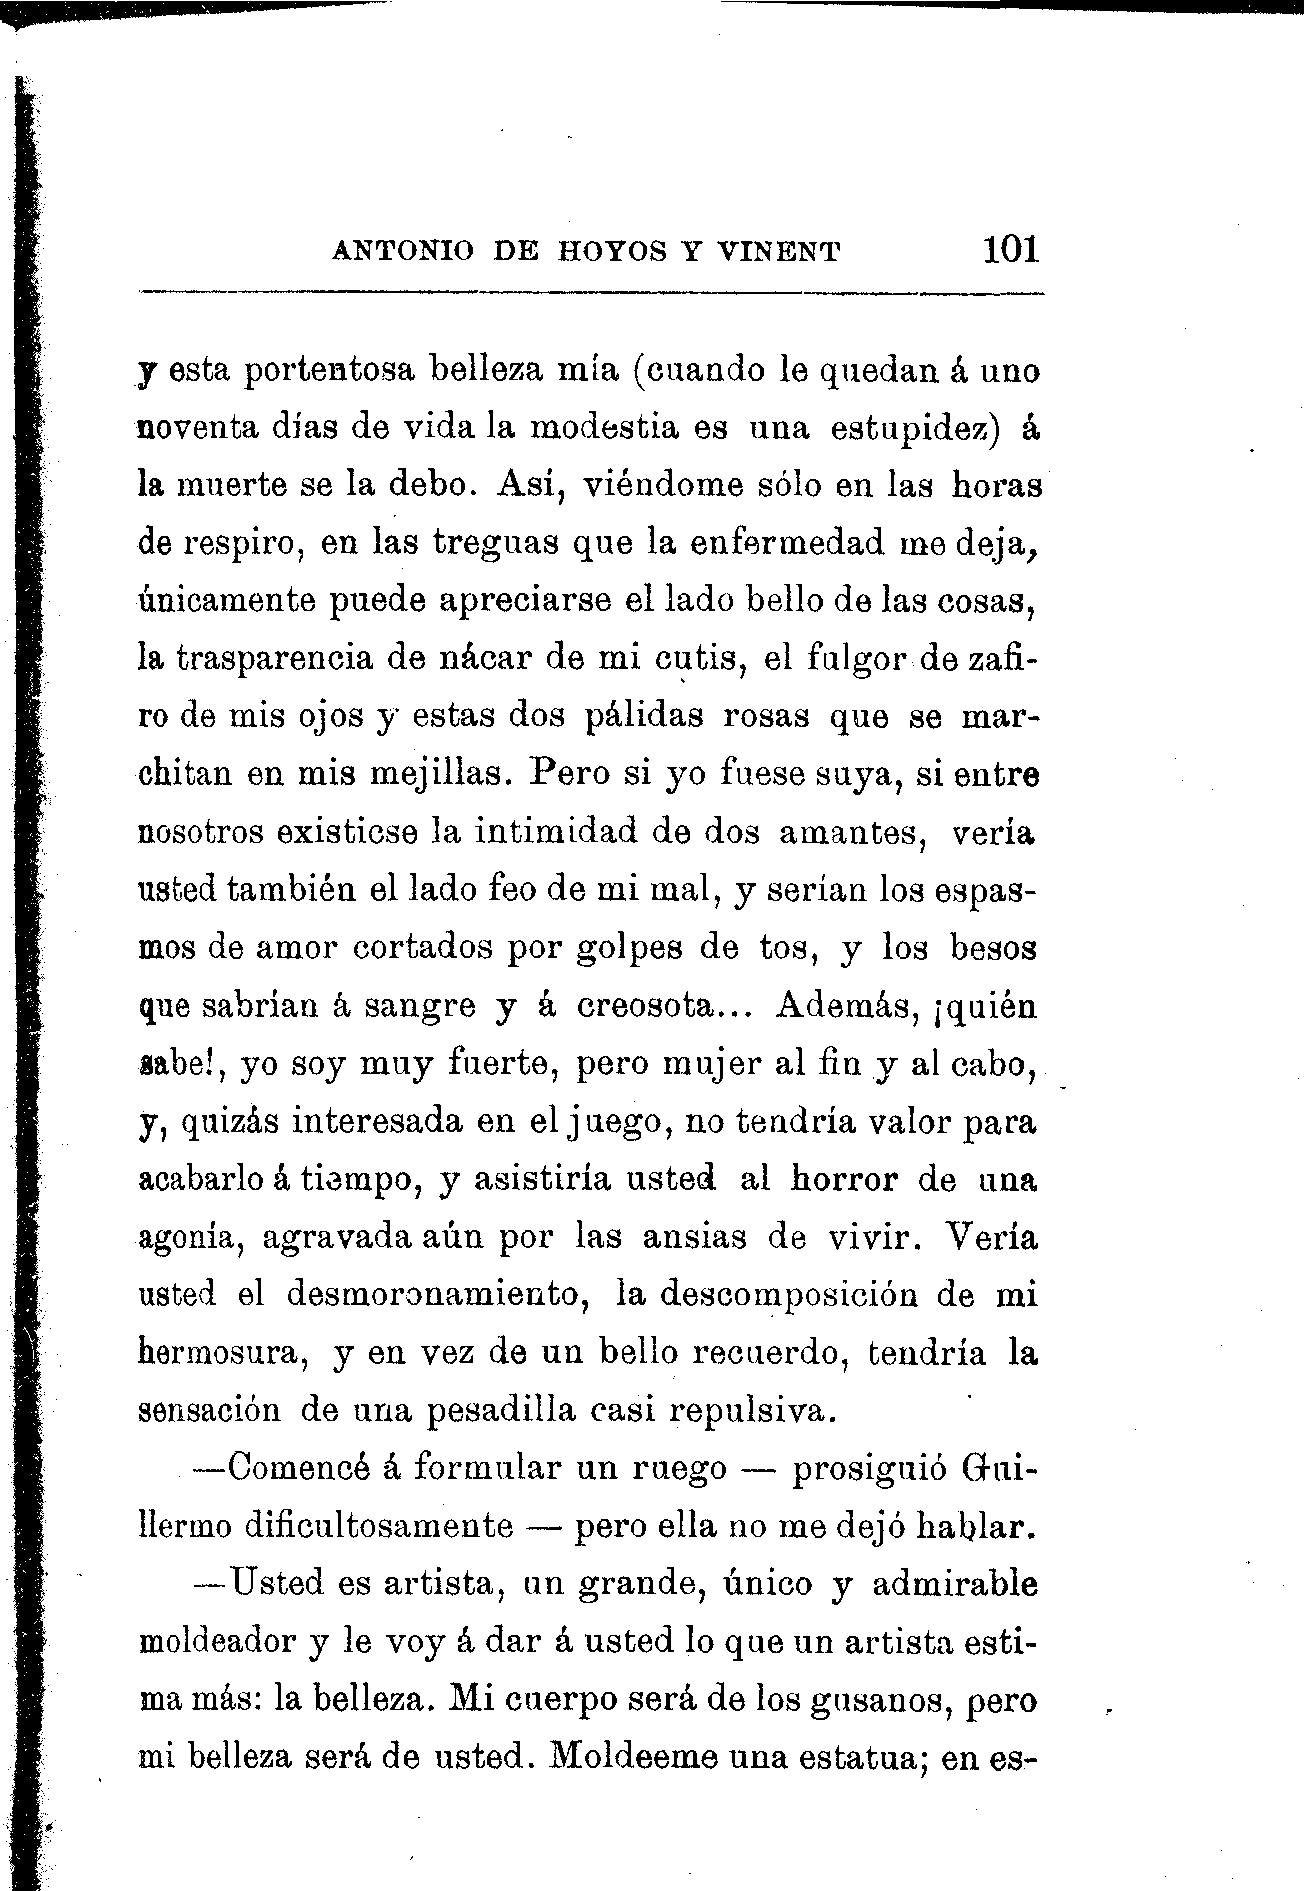 ANTONIO DE HOYOS Y VINENT 101
y esta portentosa belleza mía (cuando le quedan á uno
noventa días de vida la modestia es una estupidez) á
la muerte se la debo. Así, viéndome sólo en las horas
de respiro, en las treguas que la enfermedad me deja,
únicamente puede apreciarse el lado bello de las cosas,
la trasparencia de nácar de mi cutis, el fulgor de zafi-
ro de mis ojos y estas dos pálidas rosas que se mar-
chitan en mis mejillas. Pero si yo fuese suya, si entre
nosotros existiese la intimidad de dos amantes, vería
usted también el lado feo de mi mal, y serían los espas-
mos de amor cortados por golpes de tos, y los besos
que sabrían á sangre y á creosota... Además, ¡quién
sabe!, yo soy muy fuerte, pero mujer al fin y al cabo,
y, quizás interesada en el juego, no tendría valor para
acabarlo á tiempo, y asistiría usted al horror de una
agonía, agravada aún por las ansias de vivir. Vería
usted el desmoronamiento, la descomposición de mi
hermosura, y en vez de un bello recuerdo, tendría la
sensación de una pesadilla casi repulsiva.
—Comencé á formular un ruego — prosiguió Gui-
llermo dificultosamente — pero ella no me dejó hablar.
—Usted es artista, un grande, único y admirable
moldeador y le voy á dar á usted lo que un artista esti-
ma más: la belleza. Mi cuerpo será de los gusanos, pero
mi belleza será de usted. Moldeeme una estatua; en es-